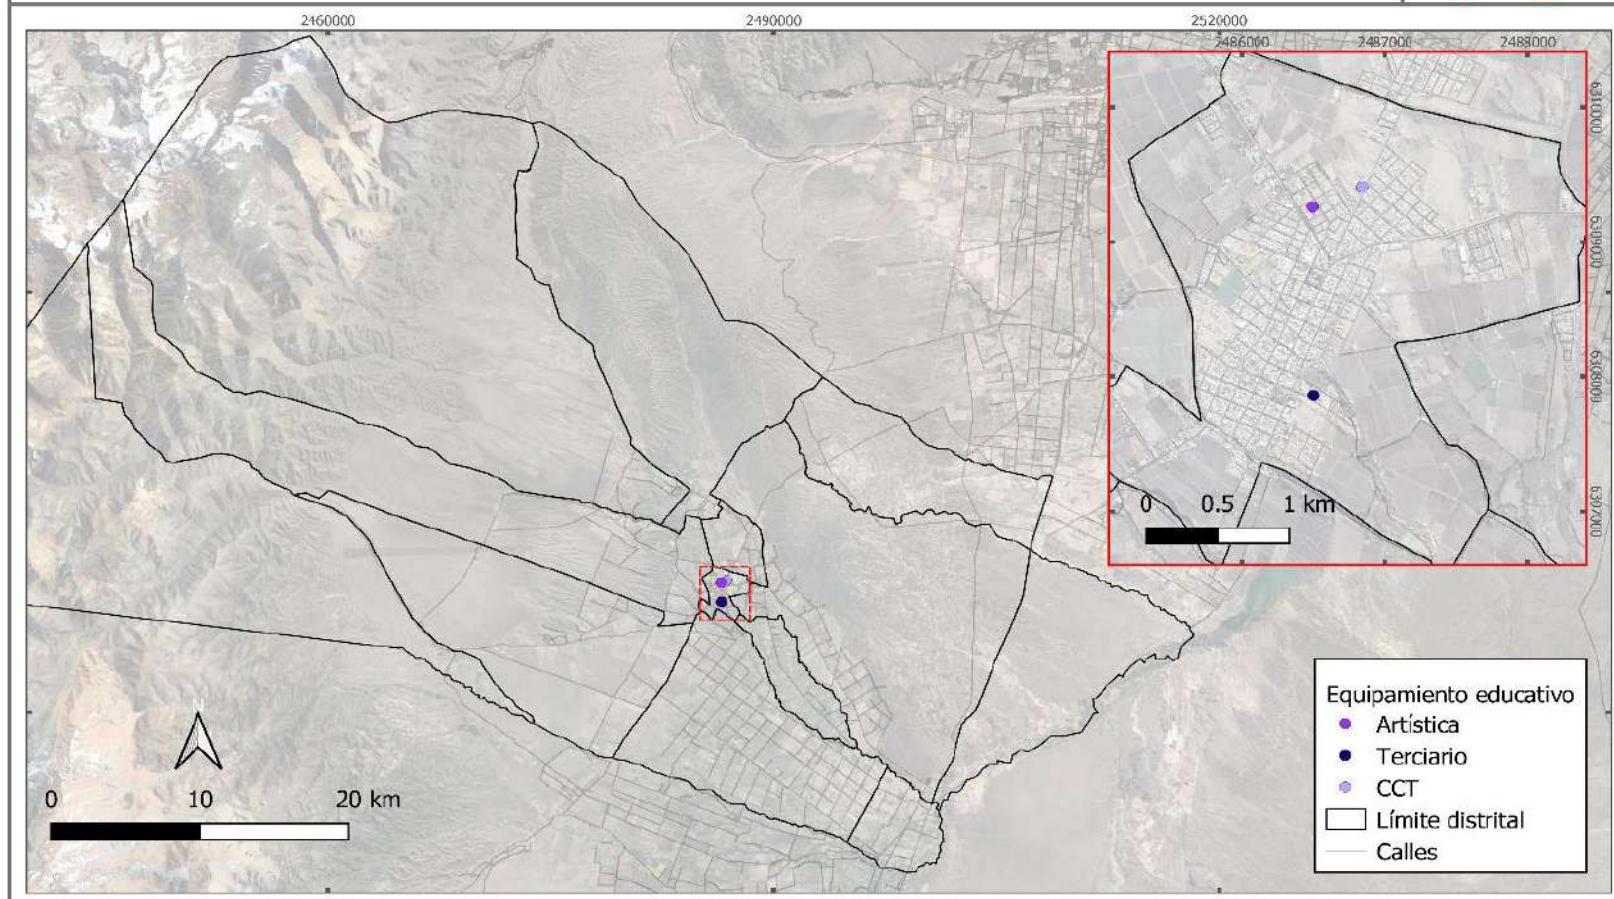 2460000
2490000
2520000
2486000
2487000
2488000
6310000
6309000
6308000
6307000
0 0.5 1 km
N
0 10 20 km
Equipamiento educativo
Artística
Terciario
CCT
Límite distrital
Calles